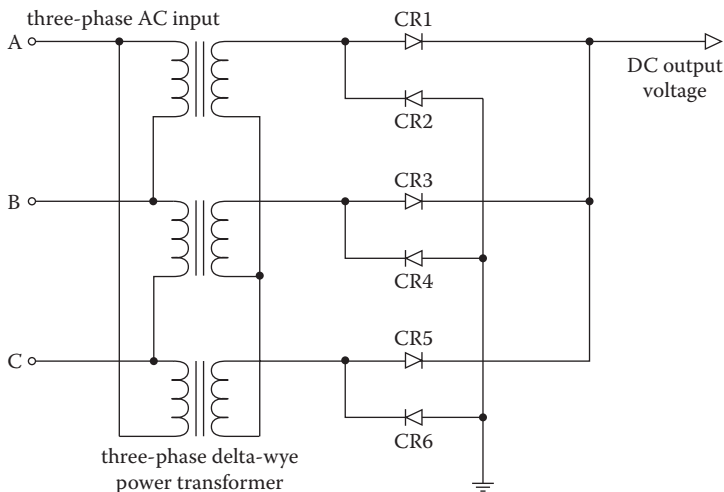 three-phase AC input
A
CR1
DC output
voltage
CR2
B
CR3
CR4
C
CR5
CR6
three-phase delta-wye
power transformer